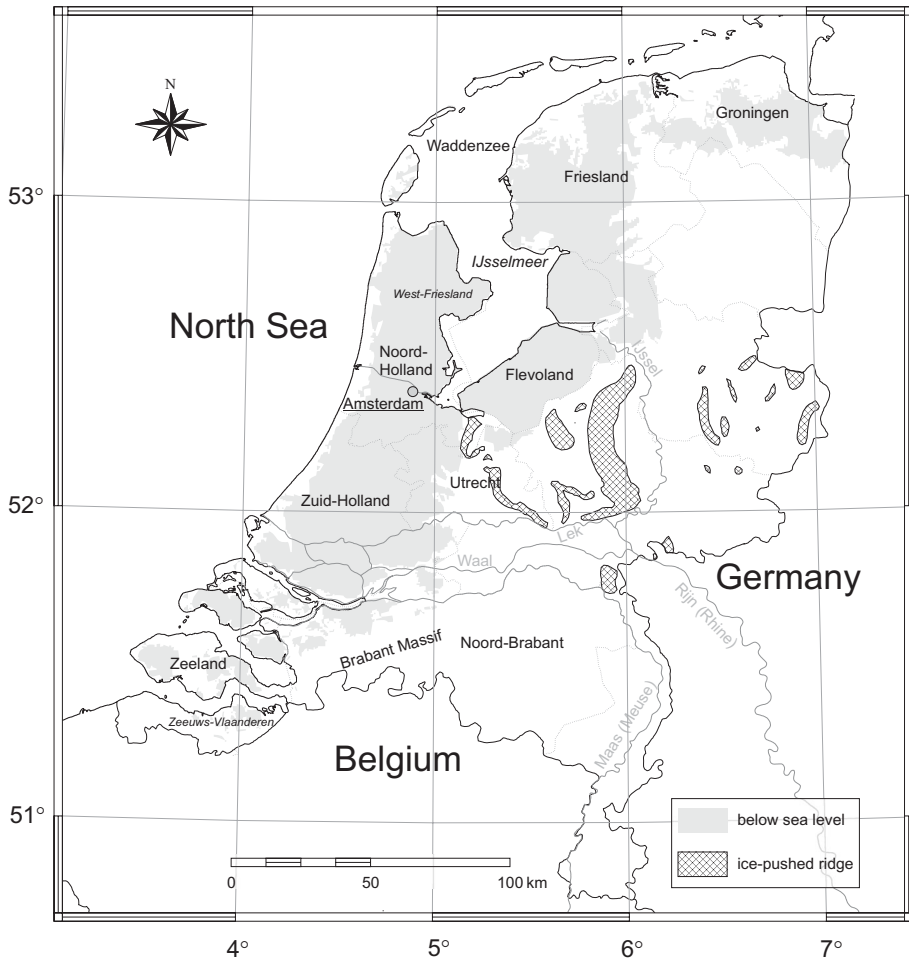 N
Groningen
Waddenzee
Friesland
53°
IJsselmeer
West-Friesland
North Sea
Noord-
Holland
IJssel
Flevoland
Amsterdam
Utrecht
Zuid-Holland
52°
Lek
Waal
Germany
Rijn (Rhine)
Noord-Brabant
Brabant Massif
Zeeland
Maas (Meuse)
Zeeuws-Vlaanderen
Belgium
51°
below sea level
ice-pushed ridge
0 50 100 km
4° 5° 6° 7°